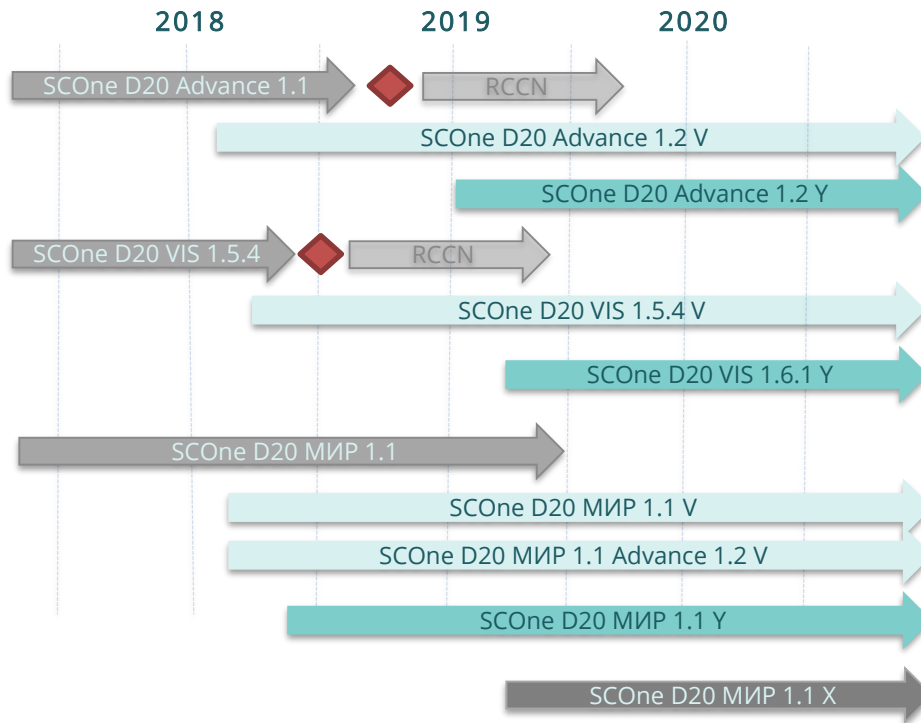 2018 2019 2020
SCOne D20 Advance 1.1 RCCN
SCOne D20 Advance 1.2 V
SCOne D20 Advance 1.2 Y
SCOne D20 VIS 1.5.4 RCCN
SCOne D20 VIS 1.5.4 V
SCOne D20 VIS 1.6.1 Y
SCOne D20 МИР 1.1
SCOne D20 МИР 1.1 V
SCOne D20 МИР 1.1 Advance 1.2 V
SCOne D20 МИР 1.1 Y
SCOne D20 МИР 1.1 X